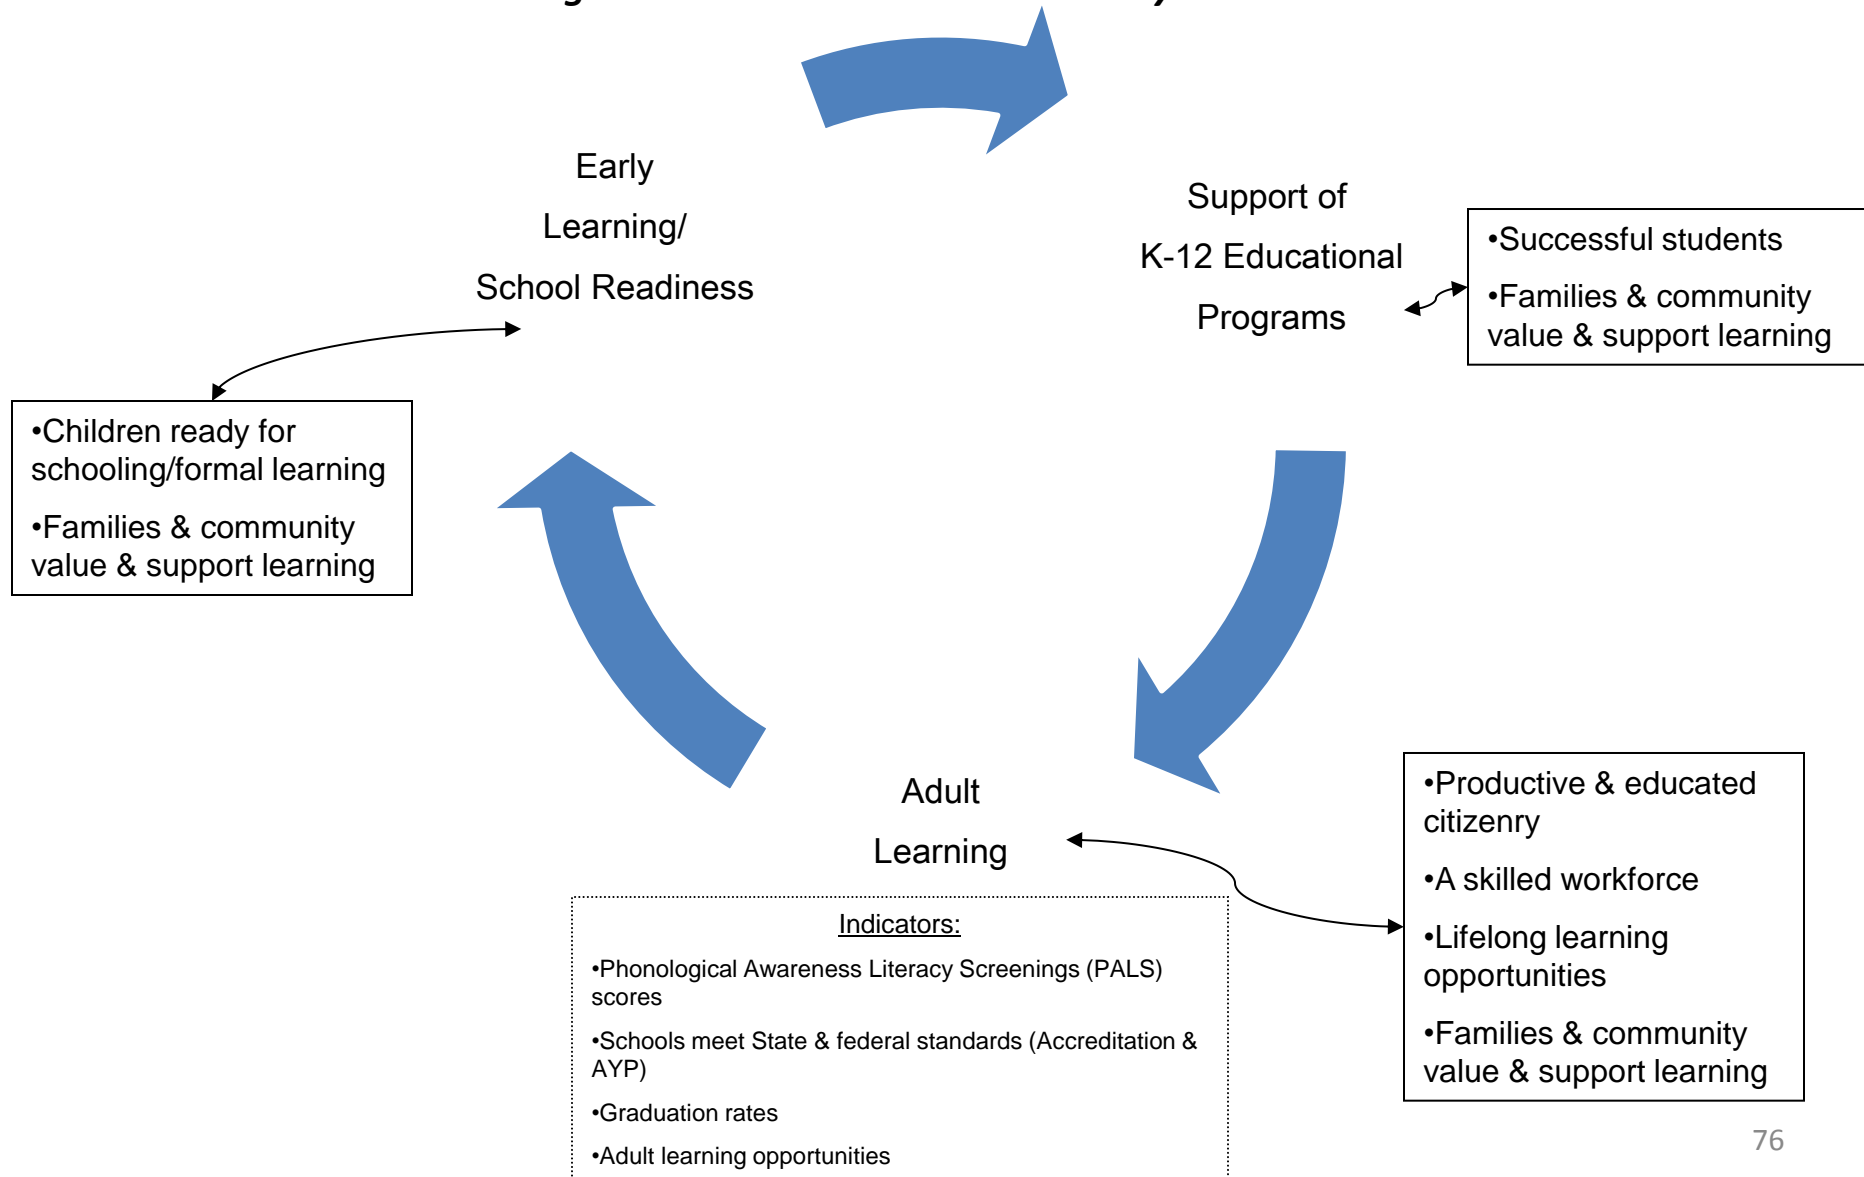 Early
Learning/
School Readiness
Support of
K-12 Educational
Programs
•Successful students
•Families & community
value & support learning
•Children ready for
schooling/formal learning
•Families & community
value & support learning
Adult
Learning
•Productive & educated
citizenry
•A skilled workforce
•Lifelong learning
opportunities
•Families & community
value & support learning
Indicators:
•Phonological Awareness Literacy Screenings (PALS)
scores
•Schools meet State & federal standards (Accreditation &
AYP)
•Graduation rates
•Adult learning opportunities
76